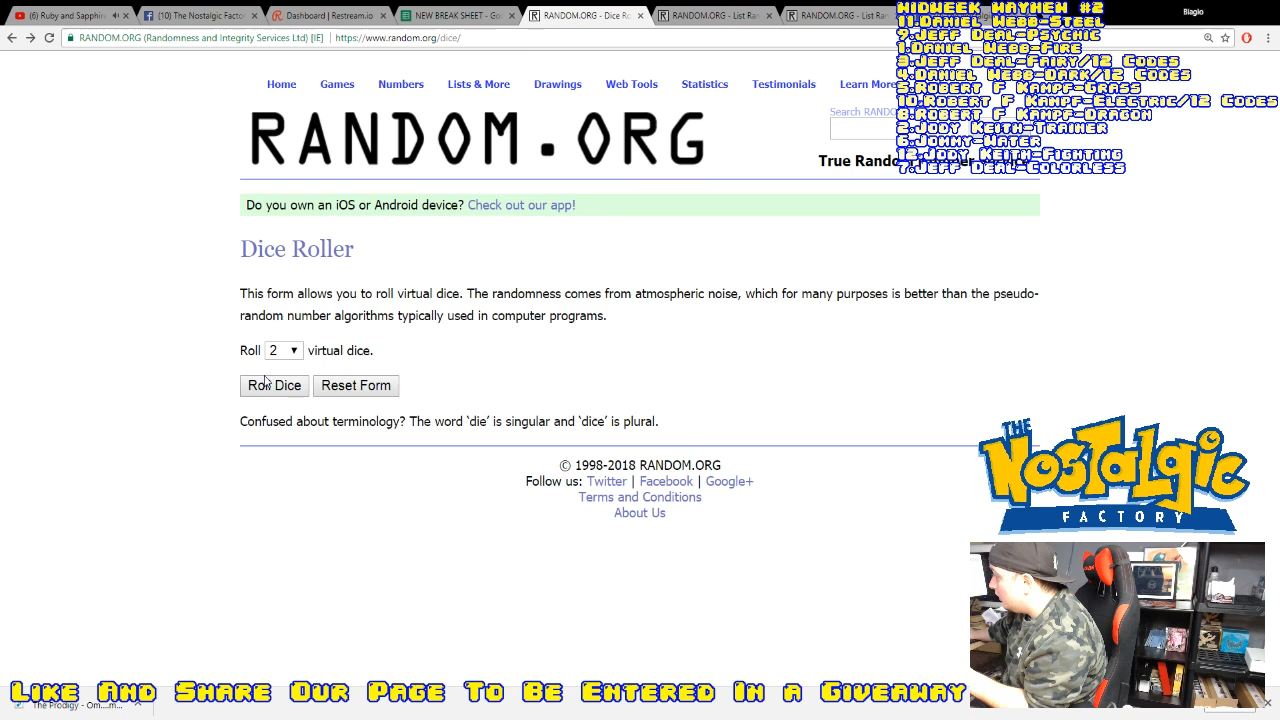 (5) Ruby and Sapphir
(10) The Nostalgic Facto
Dashboard | Restream.io
NEW BREAK SHEET - Go
RANDOM.ORG - Dice Ro
RANDOM.ORG - List Ran
RANDOM.ORG - List Ran
Biagio
RANDOM.ORG (Randomness and Integrity Services Ltd) [IE]
https://www.random.org/dice/
MIDWEEK MAYHEM #2
11.Daniel Webb-Steel
9.Jeff Deal-Psychic
1.Daniel Webb-Fire
3.Jeff Deal-Fairy/12 Codes
4.Daniel Webb-Dark/12 Codes
5.Robert F Kampf-Grass
10.Robert F Kampf-Electric/12 Codes
8.Robert F Kampf-Dragon
2.Jody Keith-Trainer
6.Johhy-Water
12.Jody Keith-Fighting
7.Jeff Deal-Colorless
Home Games Numbers Lists & More Drawings Web Tools Statistics Testimonials Learn More
RANDOM.ORG
Search RANDO
True Random
Do you own an iOS or Android device? Check out our app!
Dice Roller
This form allows you to roll virtual dice. The randomness comes from atmospheric noise, which for many purposes is better than the pseudo-
random number algorithms typically used in computer programs.
Roll 2 virtual dice.
Roll Dice Reset Form
Confused about terminology? The word ‘die’ is singular and ‘dice’ is plural.
© 1998-2018 RANDOM.ORG
Follow us: Twitter | Facebook | Google+
Terms and Conditions
About Us
THE
NOSTALGIC
FACTORY
Like And Share Our Page To Be Entered In a Giveaway
The Prodigy - Om....m...